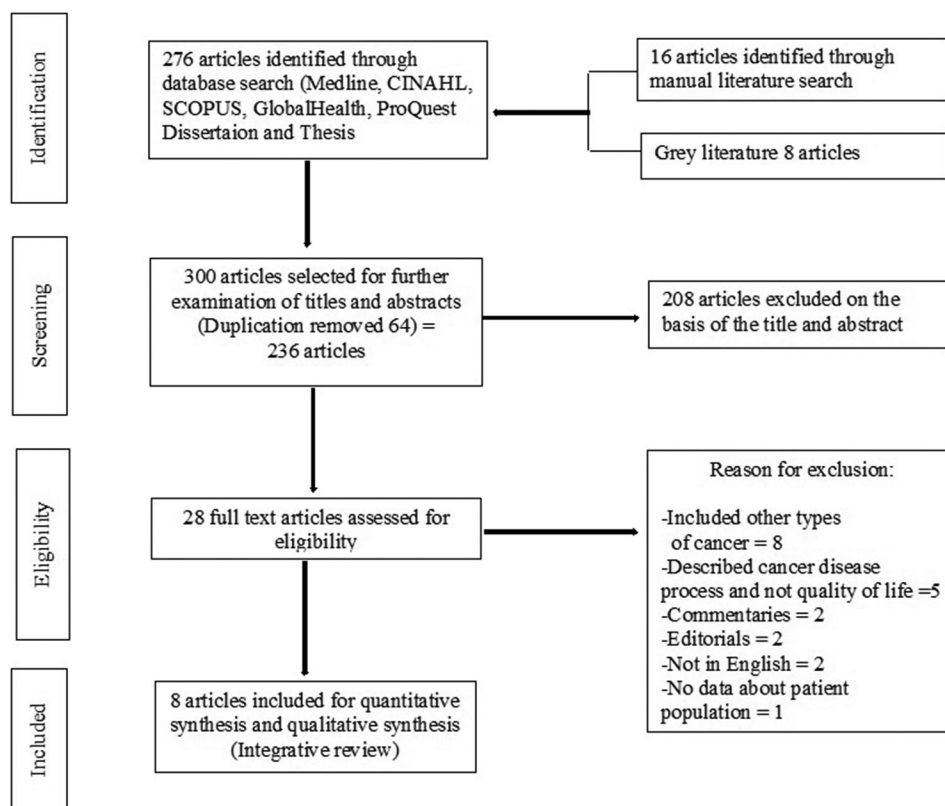 Identification
276 articles identified through
database search (Medline, CINAHL,
SCOPUS, GlobalHealth, ProQuest
Dissertaion and Thesis
16 articles identified through
manual literature search
Grey literature 8 articles
Screening
300 articles selected for further
examination of titles and abstracts
(Duplication removed 64) =
236 articles
208 articles excluded on the
basis of the title and abstract
Eligibility
28 full text articles assessed for
eligibility
Reason for exclusion:
-Included other types
of cancer = 8
-Described cancer disease
process and not quality of life =5
-Commentaries = 2
-Editorials = 2
-Not in English = 2
-No data about patient
population = 1
Included
8 articles included for quantitative
synthesis and qualitative synthesis
(Integrative review)